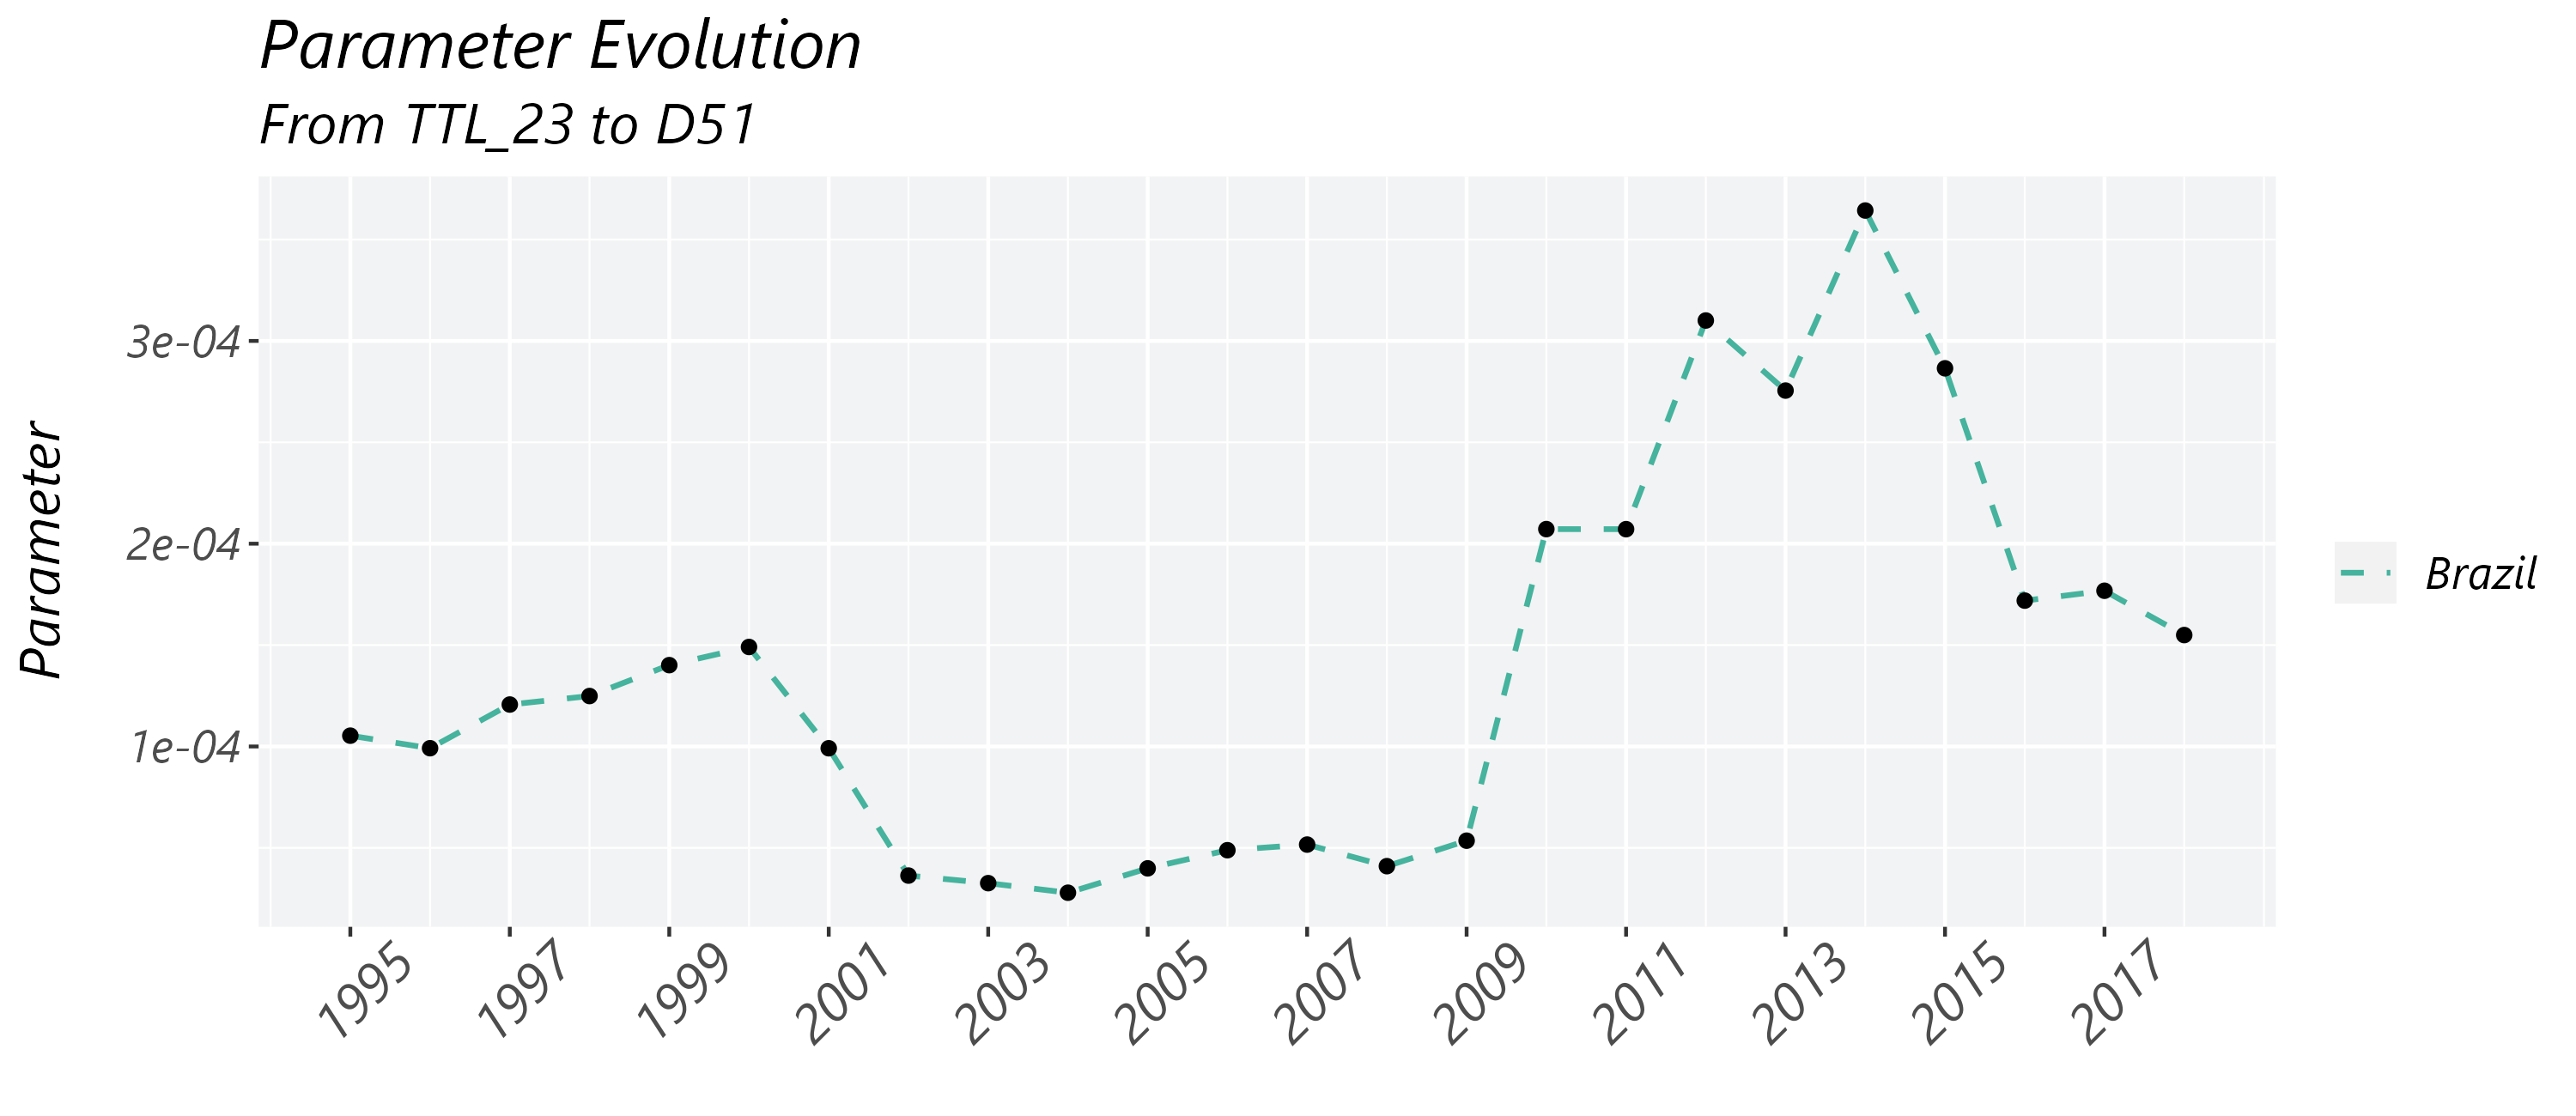 Parameter Evolution
From TTL_23 to D51
Parameter
3e-04
2e-04
1e-04
1995
1997
1999
2001
2003
2005
2007
2009
2011
2013
2015
2017
Brazil